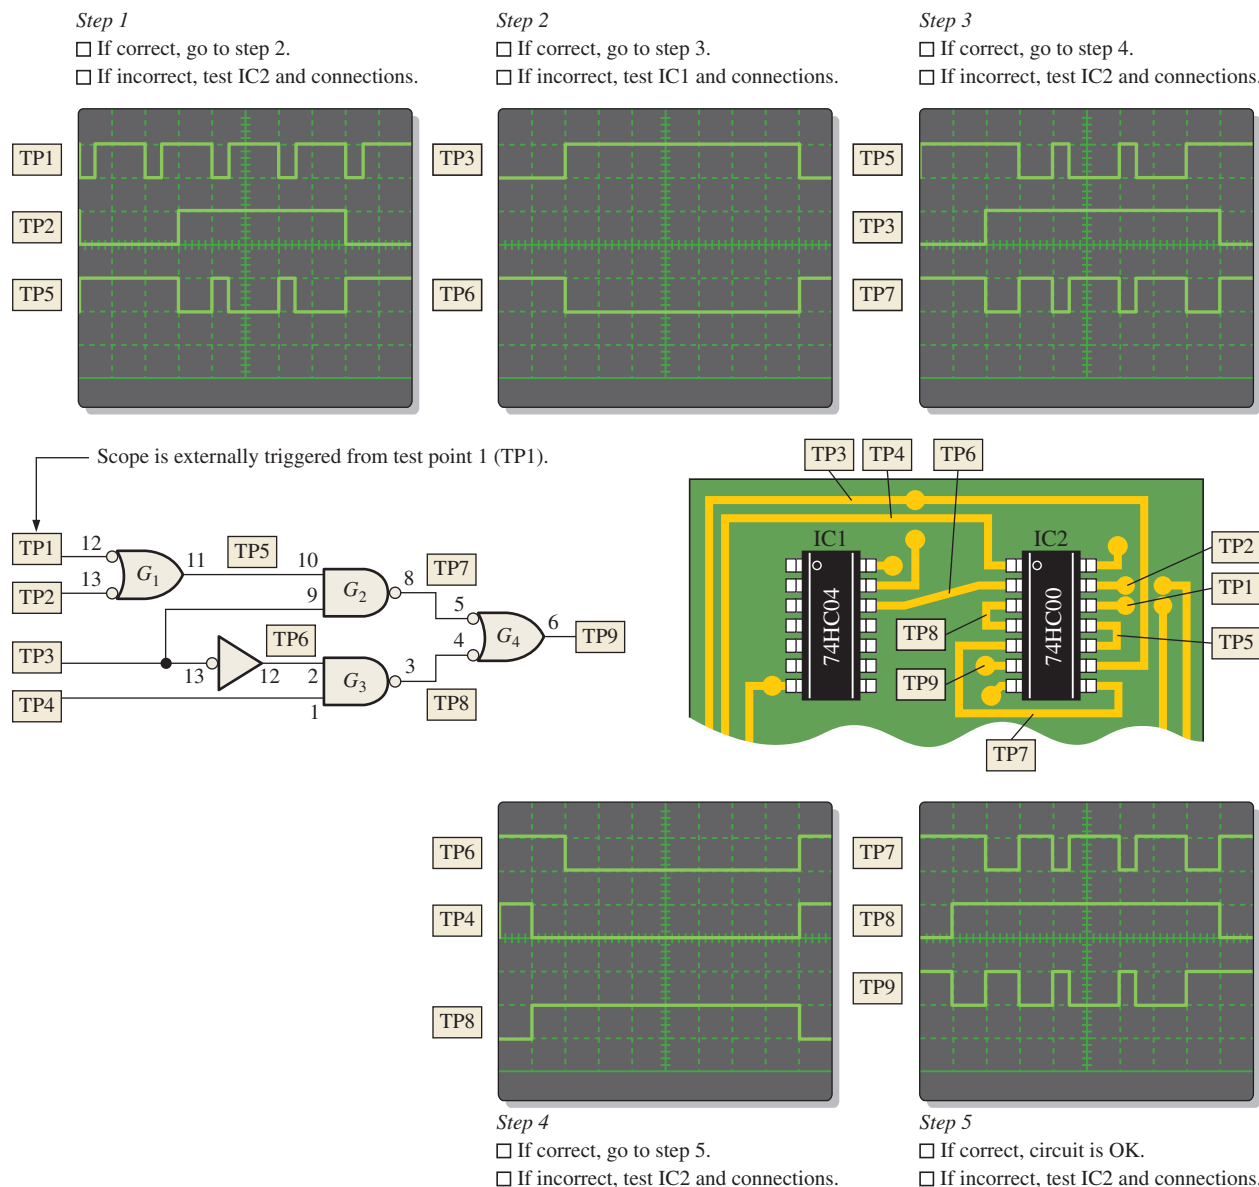 Step 1
□ If correct, go to step 2.
□ If incorrect, test IC2 and connections.
TP1
TP2
TP5
Step 2
□ If correct, go to step 3.
□ If incorrect, test IC1 and connections.
TP3
TP6
Step 3
□ If correct, go to step 4.
□ If incorrect, test IC2 and connections.
TP5
TP3
TP7
Scope is externally triggered from test point 1 (TP1).
TP1
12
11
TP5
10
8
TP7
G1
G2
TP2
13
9
5
6
TP9
G4
4
TP3
TP6
13
12
2
3
G3
TP4
1
TP8
TP3
TP4
TP6
IC1
IC2
TP2
TP1
74HC04
74HC00
TP8
TP5
TP9
TP7
TP6
TP4
TP8
Step 4
□ If correct, go to step 5.
□ If incorrect, test IC2 and connections.
TP7
TP8
TP9
Step 5
□ If correct, circuit is OK.
□ If incorrect, test IC2 and connections.